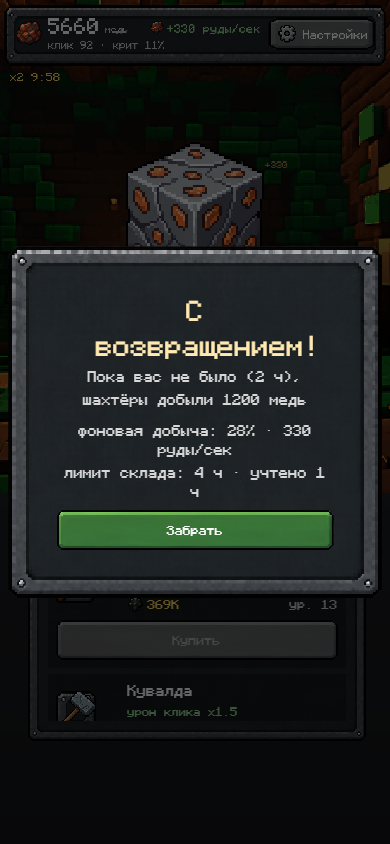 5660 медь +330 руды/сек Настройки
клик 92 · крит 11%
x2 9:58
+330
С
возвращением!
Пока вас не было (2 ч),
шахтёры добыли 1200 медь
фоновая добыча: 28% · 330
руды/сек
лимит склада: 4 ч · учтено 1
ч
Забрать
369K ур. 13
Купить
Кувалда
урон клика x1.5